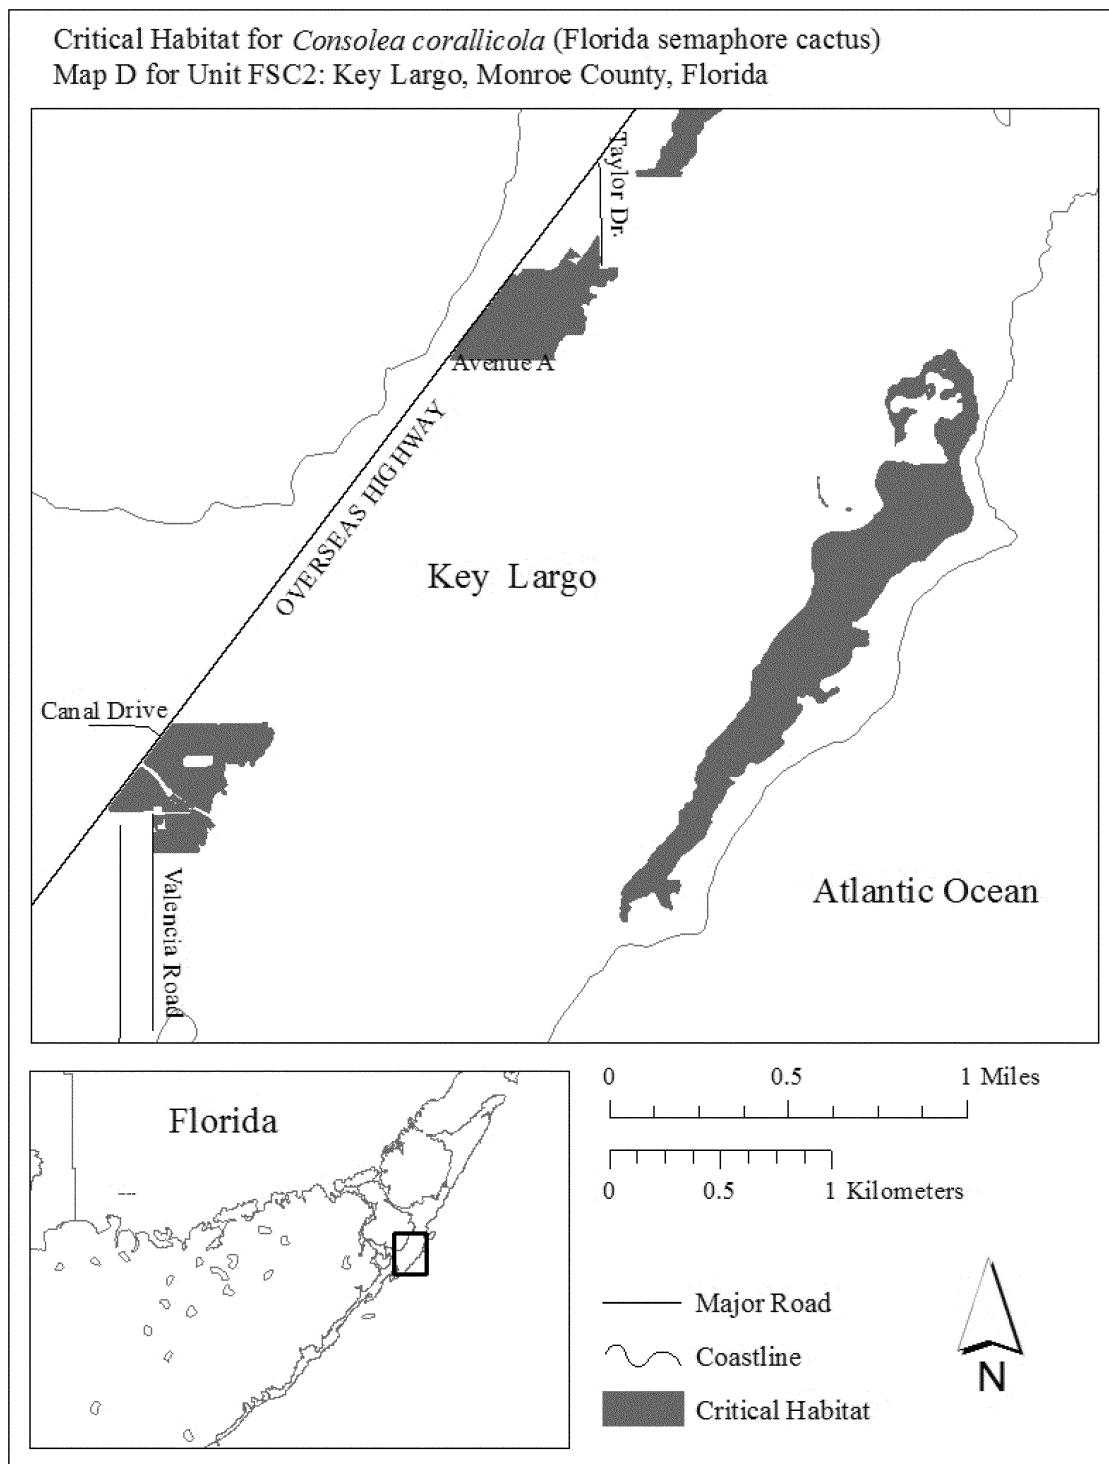 Critical Habitat for Consolea corallicola (Florida semaphore cactus)
Map D for Unit FSC2: Key Largo, Monroe County, Florida
Taylor Dr.
Avenue A
OVERSEAS HIGHWAY
Key Largo
Canal Drive
Valencia Road
Atlantic Ocean
Florida
0 0.5 1 Miles
0 0.5 1 Kilometers
Major Road
Coastline
Critical Habitat
N